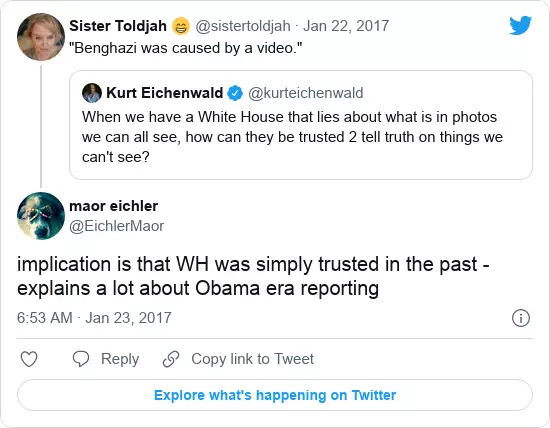 Sister Toldjah 😄 @sistertoldjah · Jan 22, 2017
"Benghazi was caused by a video."
Kurt Eichenwald @kurteichenwald
When we have a White House that lies about what is in photos
we can all see, how can they be trusted 2 tell truth on things we
can't see?
maor eichler
@EichlerMaor
implication is that WH was simply trusted in the past -
explains a lot about Obama era reporting
6:53 AM · Jan 23, 2017
Reply Copy link to Tweet
Explore what's happening on Twitter